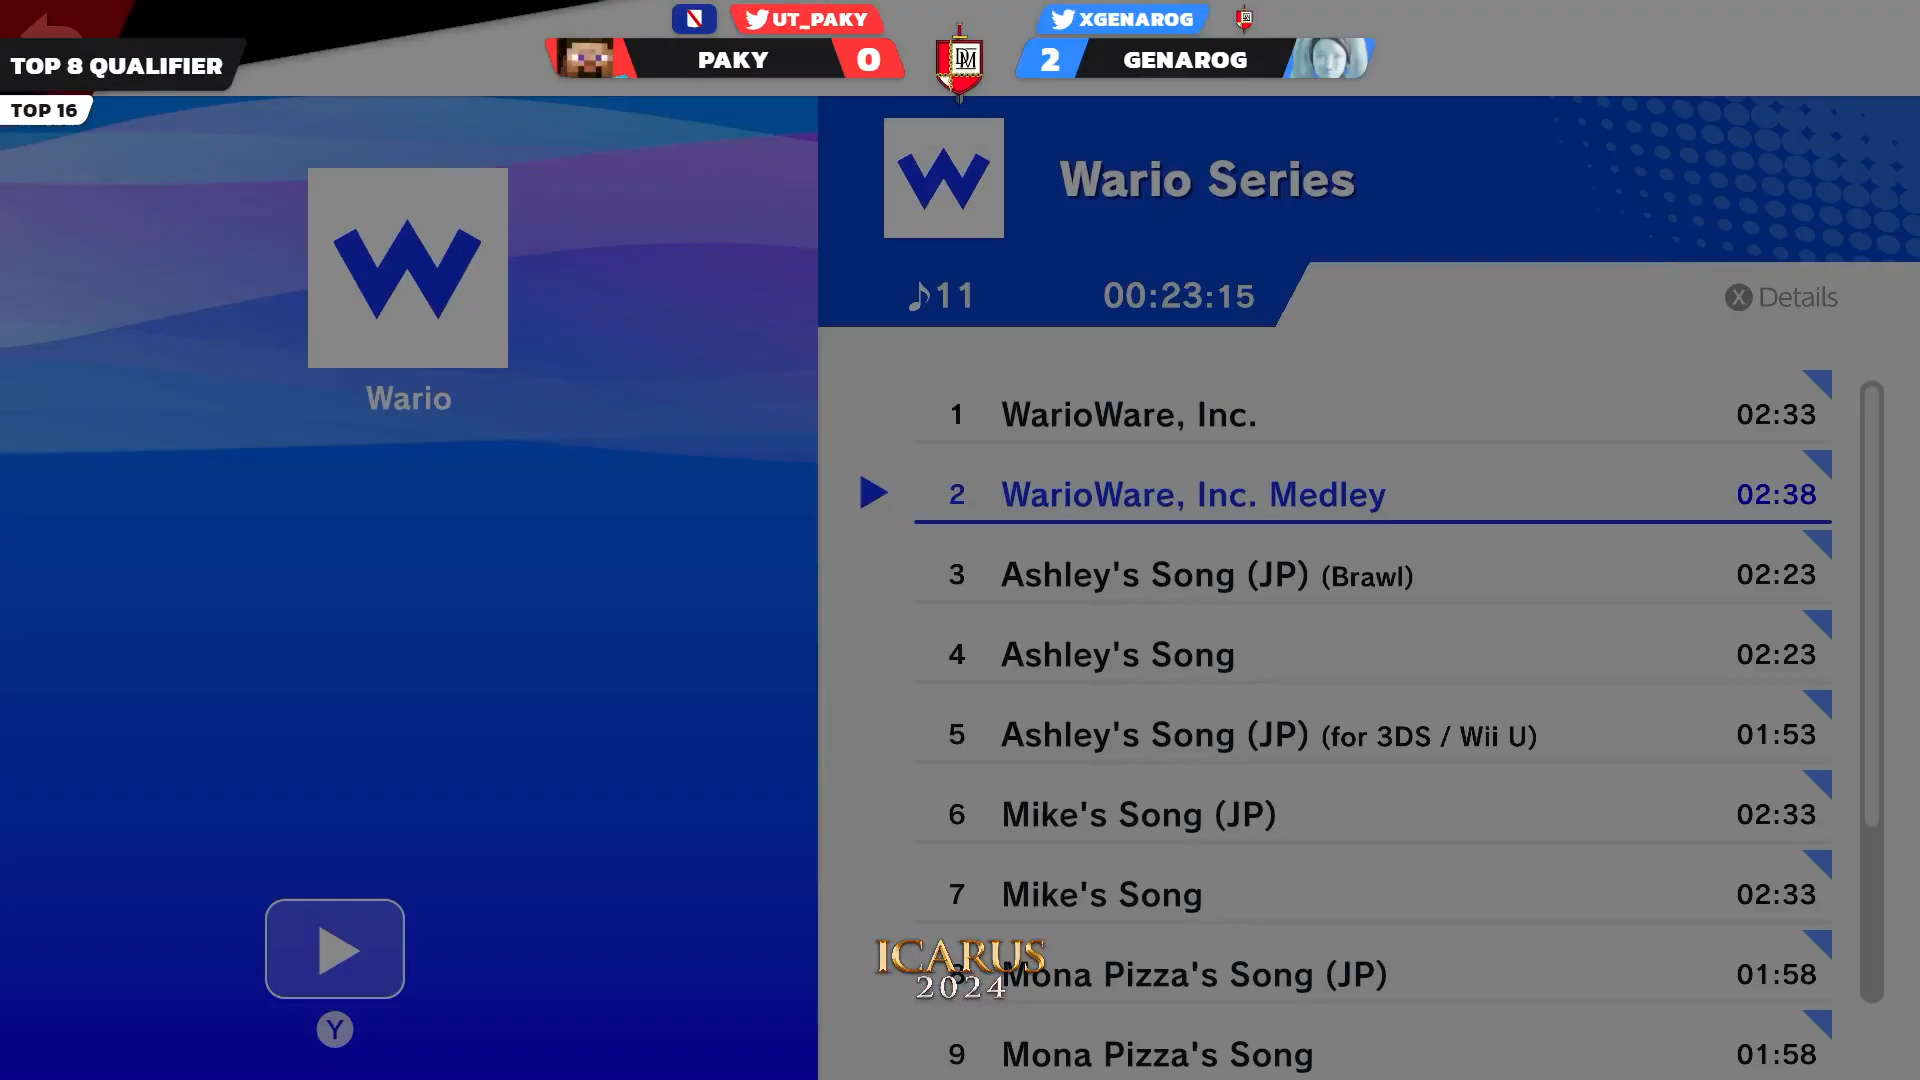 UT_PAKY
XGENAROG
TOP 8 QUALIFIER
PAKY
0
DM
2
GENAROG
TOP 16
Wario Series
♪11
00:23:15
X Details
Wario
1 WarioWare, Inc. 02:33
2 WarioWare, Inc. Medley 02:38
3 Ashley's Song (JP) (Brawl) 02:23
4 Ashley's Song 02:23
5 Ashley's Song (JP) (for 3DS / Wii U) 01:53
6 Mike's Song (JP) 02:33
7 Mike's Song 02:33
ICARUS
2024
8 Mona Pizza's Song (JP) 01:58
9 Mona Pizza's Song 01:58
Y